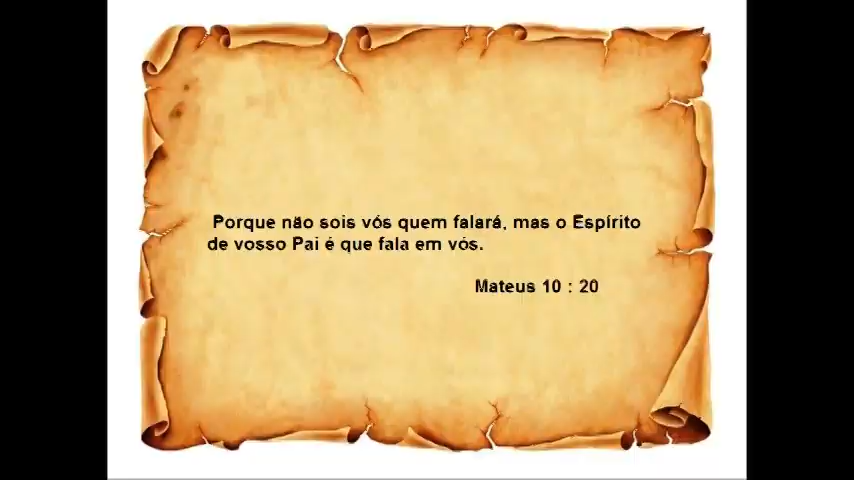 Porque não sois vós quem falará, mas o Espírito
de vosso Pai é que fala em vós.
Mateus 10 : 20